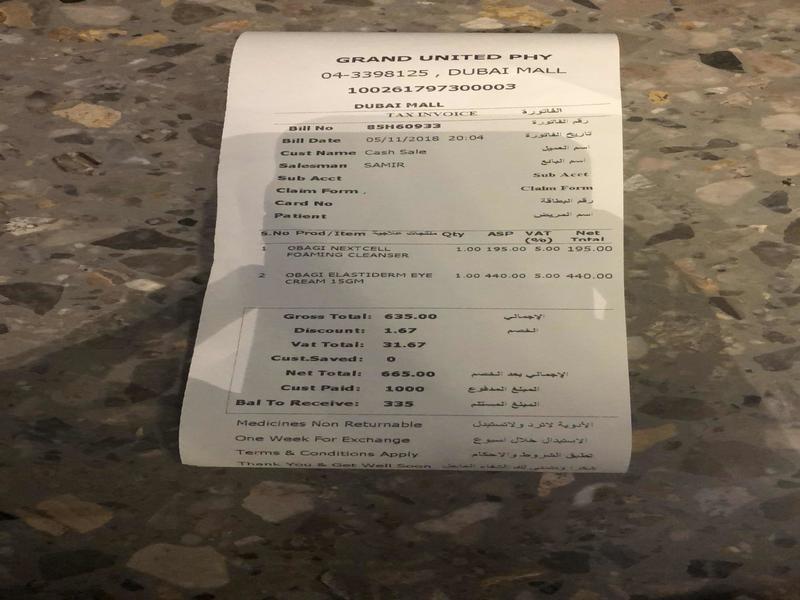 GRAND UNITED PHY
04-3398125 , DUBAI MALL
100261797300003
DUBAI MALL
TAX INVOICE الفاتورة
Bill No 85H60933 رقم الفاتورة
Bill Date 05/11/2018 20:04 تاريخ الفاتورة
Cust Name Cash Sale اسم العميل
Salesman SAMIR اسم البائع
Sub Acct Sub Acct
Claim Form . Claim Form
Card No رقم البطاقة
Patient اسم المريض
S.No Prod/Item منتجات علاجية Qty ASP VAT (%) Net Total
1 OBAGI NEXTCELL FOAMING CLEANSER 1.00 195.00 5.00 195.00
2 OBAGI ELASTIDERM EYE CREAM 15GM 1.00 440.00 5.00 440.00
Gross Total: 635.00 الإجمالي
Discount: 1.67 الخصم
Vat Total: 31.67
Cust.Saved: 0
Net Total: 665.00 الإجمالي بعد الخصم
Cust Paid: 1000 المبلغ المدفوع
Bal To Receive: 335 المبلغ المستلم
Medicines Non Returnable الأدوية لاترد ولاتستبدل
One Week For Exchange الاستبدال خلال اسبوع
Terms & Conditions Apply تطبق الشروط والاحكام
Thank You & Get Well Soon